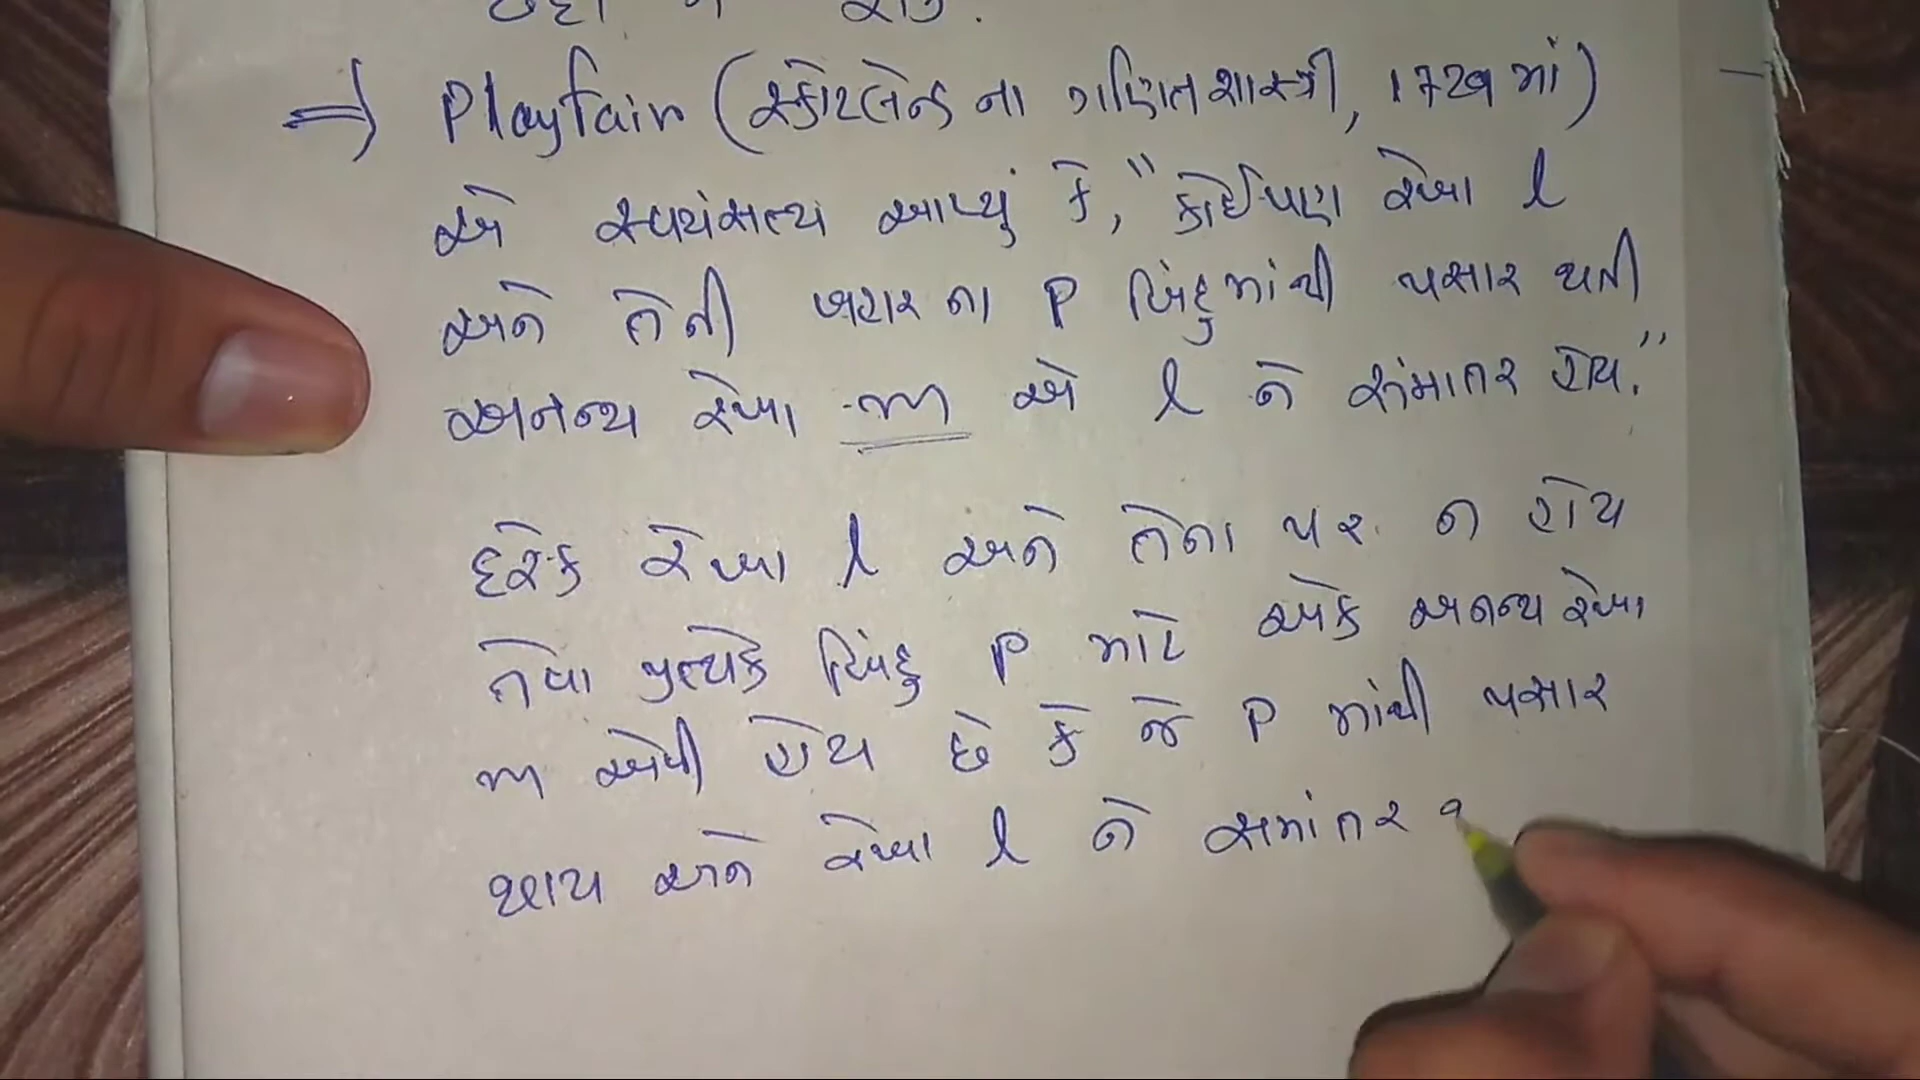 ⇒ Playfair (સ્કોટલેન્ડ ના ગણિતશાસ્ત્રી, 1729 માં)
એ સ્વયંસત્ય આપ્યું કે, "કોઈપણ રેખા l
અને તેની બહાર ના P બિંદુમાંથી પસાર થતી
અનન્ય રેખા m એ l ને સંમાતર હોય."
દરેક રેખા l અને તેના પર ન હોય
તેવા પ્રત્યેક બિંદુ P માટે એક અનન્ય રેખા
m એવી હોય છે કે જે P માંથી પસાર
થાય અને રેખા l ને સમાંતર